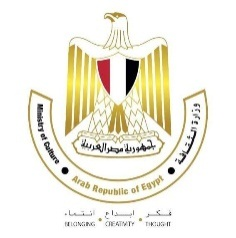 جمهورية مصر العربية
وزارة الثقافة
Ministry of Culture
Arab Republic of Egypt
فكر • إبداع • انتماء
BELONGING CREATIVITY THOUGHT